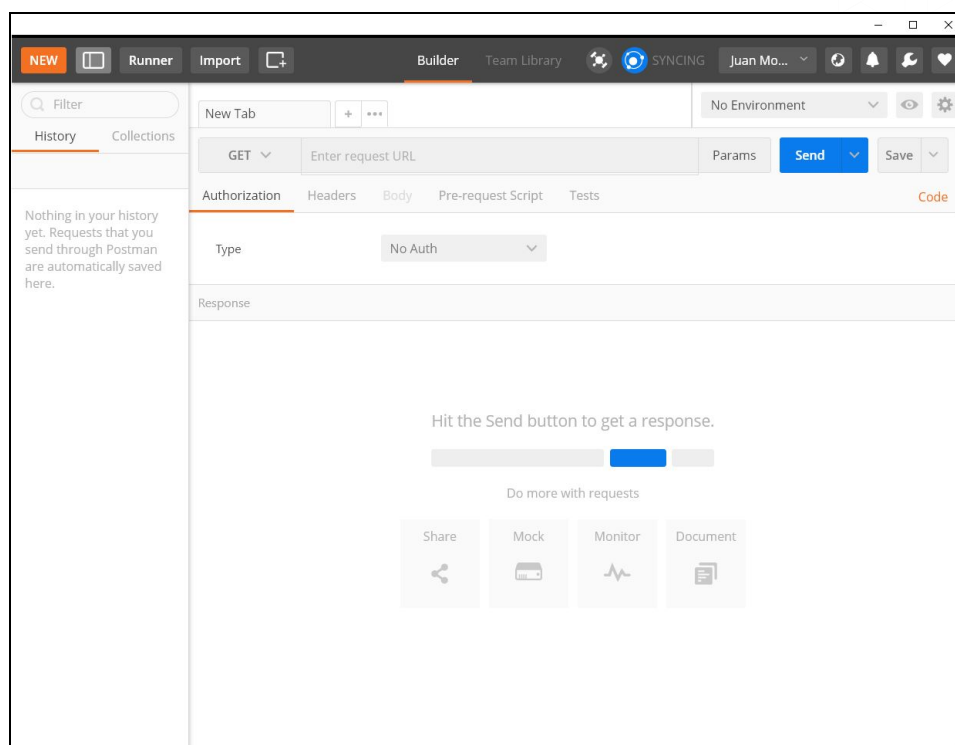 NEW Runner Import Builder Team Library SYNCING Juan Mo...
Filter
History Collections
Nothing in your history
yet. Requests that you
send through Postman
are automatically saved
here.
New Tab + ••• No Environment
GET Enter request URL Params Send Save
Authorization Headers Body Pre-request Script Tests Code
Type No Auth
Response
Hit the Send button to get a response.
Do more with requests
Share Mock Monitor Document